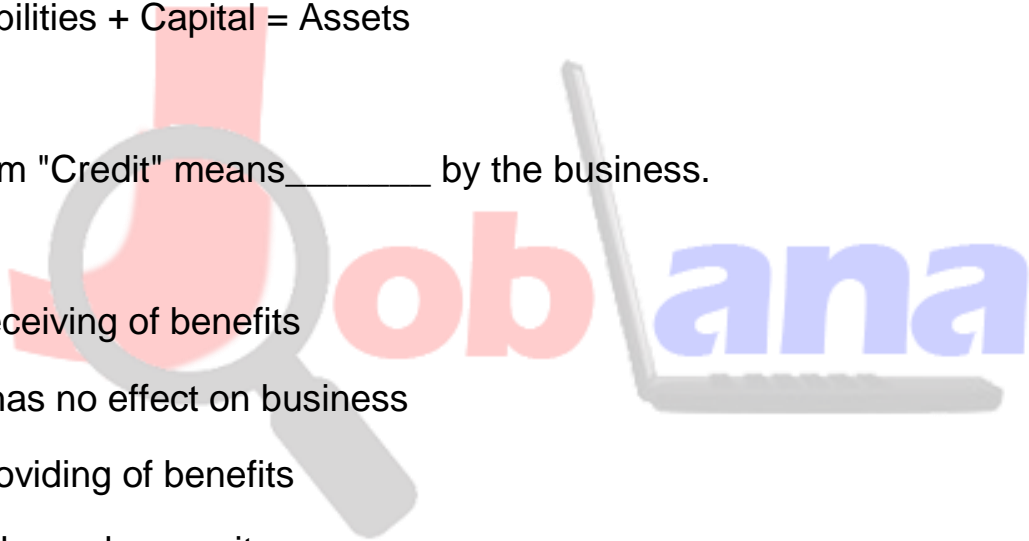 bilities + Capital = Assets
m "Credit" means_______ by the business.
Job ana
ceiving of benefits
has no effect on business
oviding of benefits